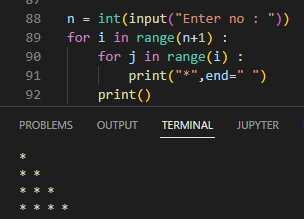 88 n = int(input("Enter no : "))
89 for i in range(n+1) :
90     for j in range(i) :
91         print("*",end=" ")
92     print()
PROBLEMS OUTPUT TERMINAL JUPYTER
*
* *
* * *
* * * *